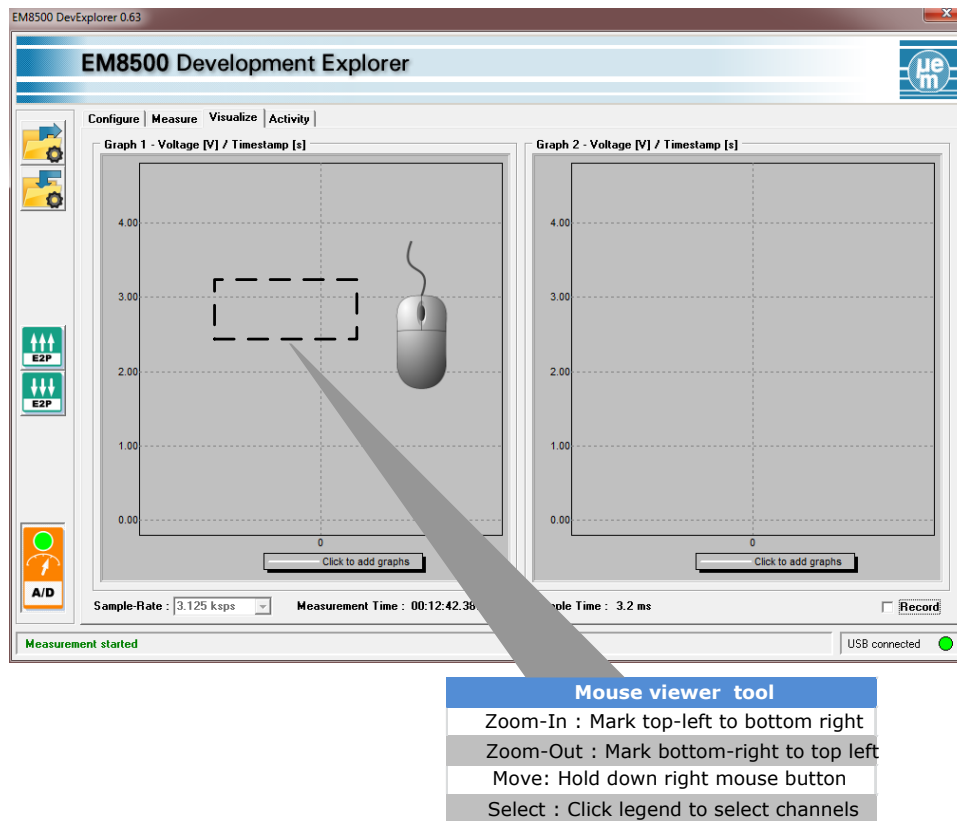 EM8500 DevExplorer 0.63
EM8500 Development Explorer
μe
m
Configure Measure Visualize Activity
Graph 1 - Voltage [V] / Timestamp [s]
4.00
3.00
2.00
1.00
0.00
0
Click to add graphs
Graph 2 - Voltage [V] / Timestamp [s]
4.00
3.00
2.00
1.00
0.00
0
Click to add graphs
E2P
E2P
A/D
Sample-Rate : 3.125 ksps Measurement Time : 00:12:42.38 Time : 3.2 ms Record
Measurement started USB connected
Mouse viewer tool
Zoom-In : Mark top-left to bottom right
Zoom-Out : Mark bottom-right to top left
Move: Hold down right mouse button
Select : Click legend to select channels